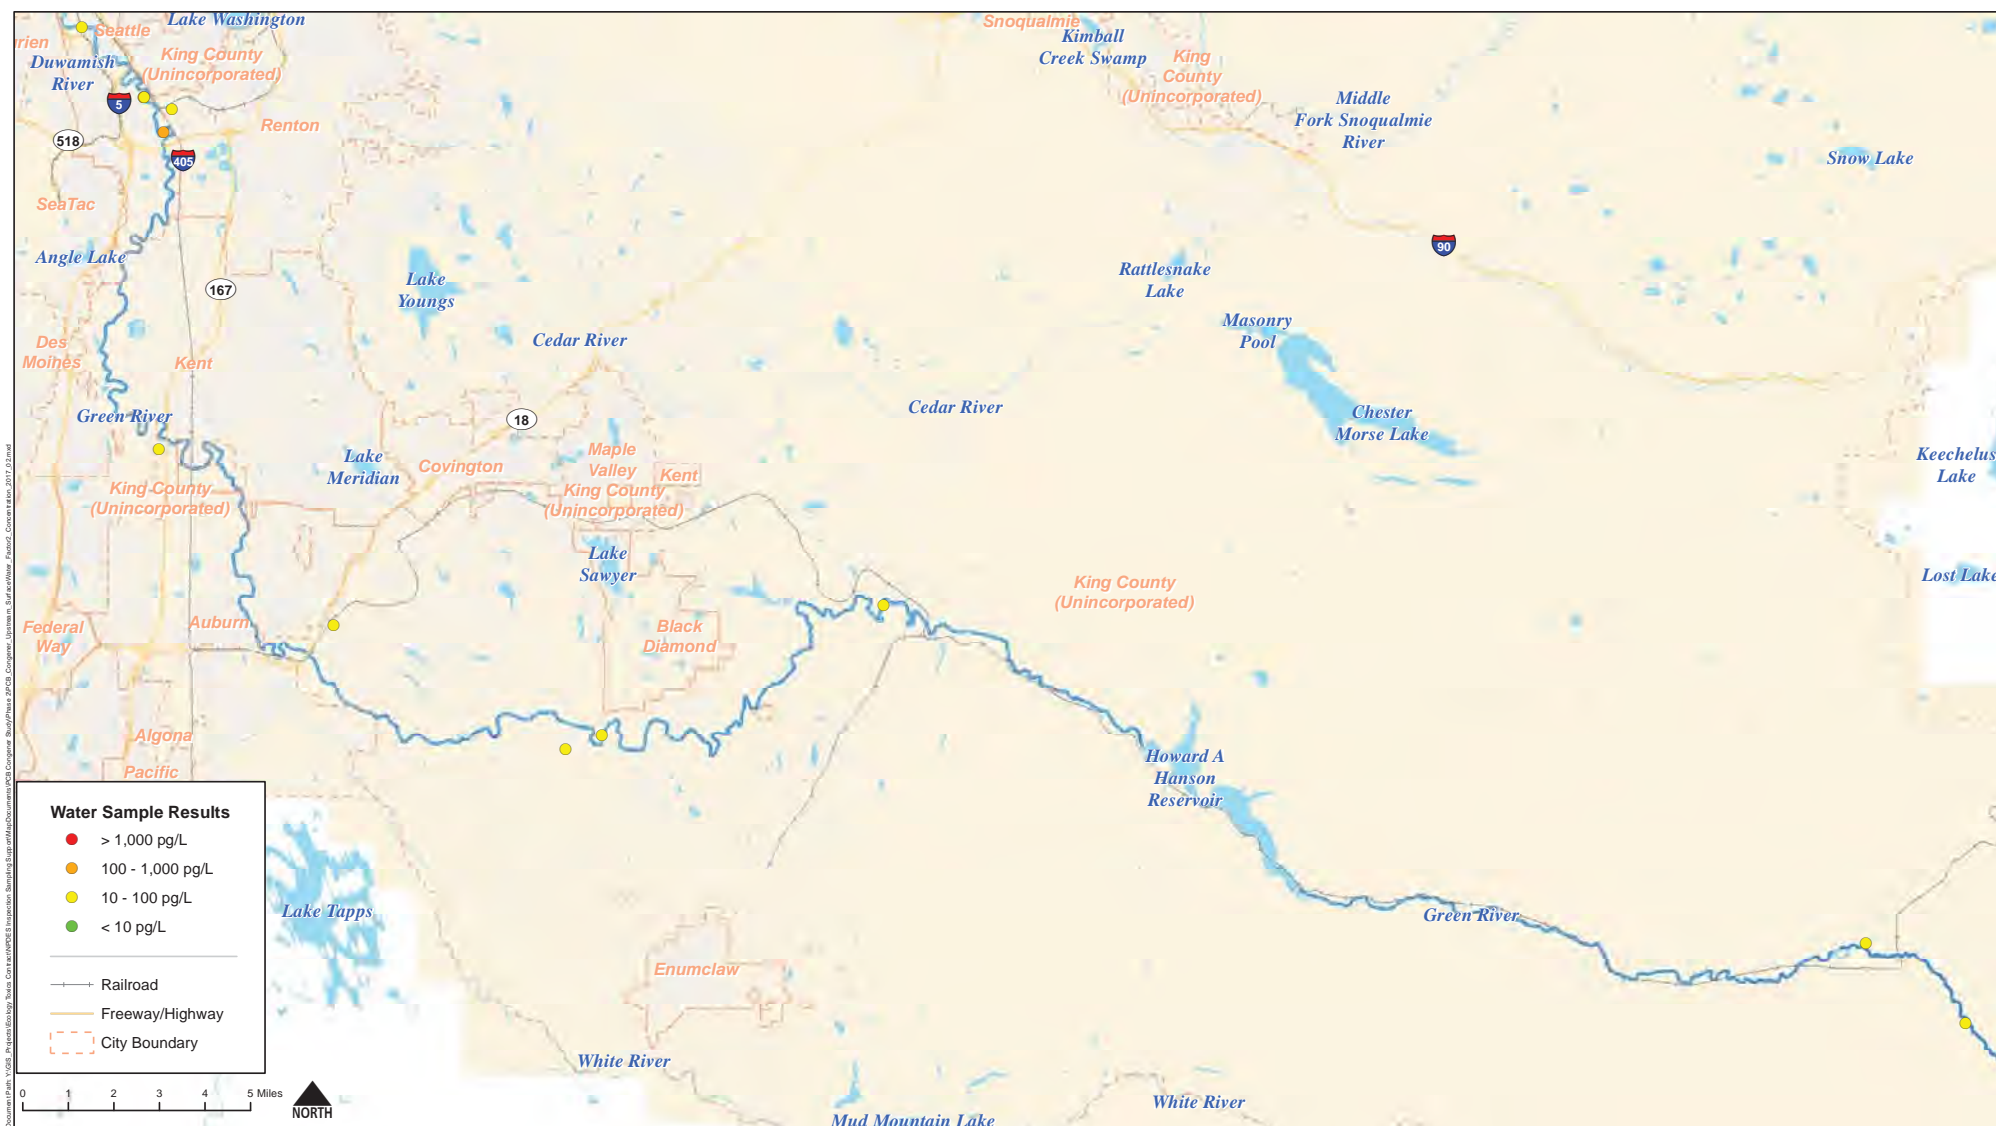 Lake Washington
Seattle
rien
King County
(Unincorporated)
Duwamish
River
5
518
405
Renton
SeaTac
Angle Lake
167
Des
Moines
Kent
Green River
King County
(Unincorporated)
Federal
Way
Auburn
Algona
Pacific
Lake
Youngs
Cedar River
18
Lake
Meridian
Covington
Maple
Valley
Kent
King County
(Unincorporated)
Lake
Sawyer
Black
Diamond
Snoqualmie
Kimball
Creek Swamp
King
County
(Unincorporated)
Middle
Fork Snoqualmie
River
Snow Lake
90
Rattlesnake
Lake
Masonry
Pool
Chester
Morse Lake
Cedar River
Keechelus
Lake
Lost Lake
King County
(Unincorporated)
Howard A
Hanson
Reservoir
Green River
Lake Tapps
Enumclaw
White River
Mud Mountain Lake
White River
Water Sample Results
> 1,000 pg/L
100 - 1,000 pg/L
10 - 100 pg/L
< 10 pg/L
Railroad
Freeway/Highway
City Boundary
0 1 2 3 4 5 Miles
NORTH